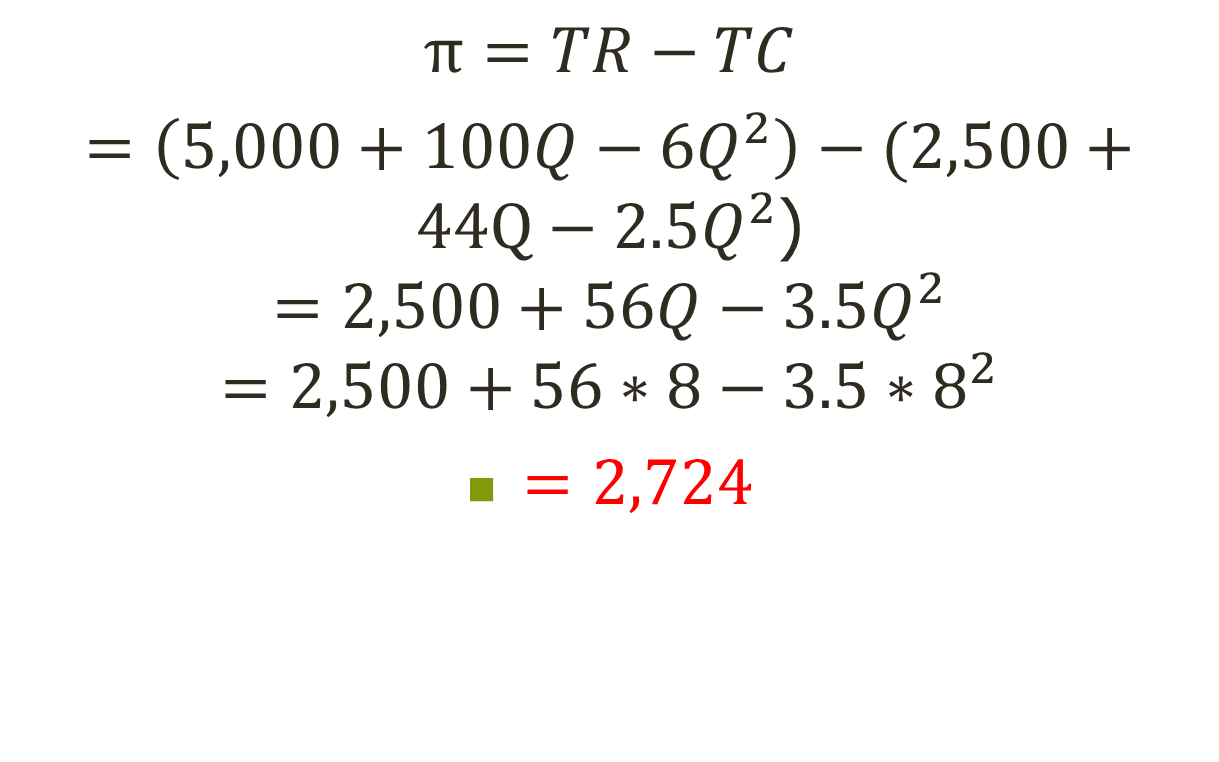 π = TR − TC
= (5,000 + 100Q − 6Q²) − (2,500 +
44Q − 2.5Q²)
= 2,500 + 56Q − 3.5Q²
= 2,500 + 56 ∗ 8 − 3.5 ∗ 8²
▪ = 2,724